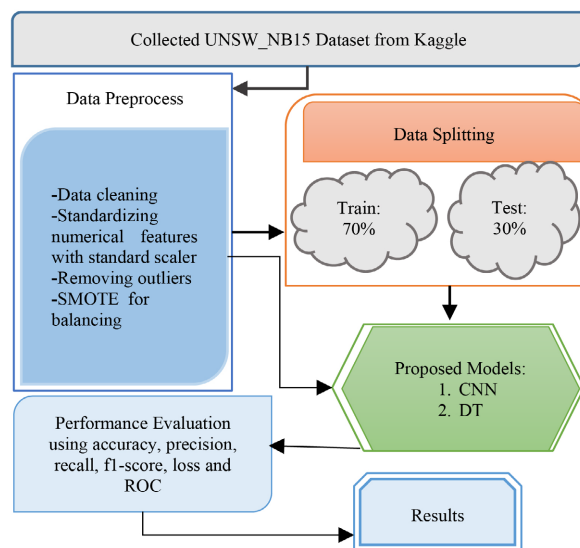 Collected UNSW_NB15 Dataset from Kaggle
Data Preprocess
-Data cleaning
-Standardizing
numerical features
with standard scaler
-Removing outliers
-SMOTE for
balancing
Data Splitting
Train:
70%
Test:
30%
Proposed Models:
1. CNN
2. DT
Performance Evaluation
using accuracy, precision,
recall, f1-score, loss and
ROC
Results